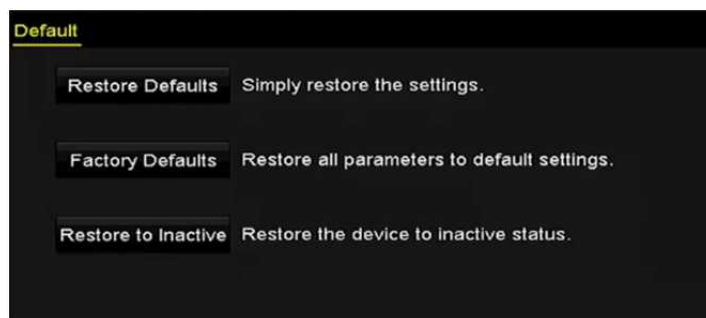 Default
Restore Defaults Simply restore the settings.
Factory Defaults Restore all parameters to default settings.
Restore to Inactive Restore the device to inactive status.